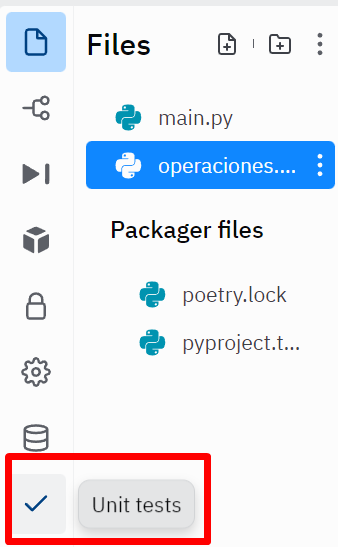 Files
main.py
operaciones....
Packager files
poetry.lock
pyproject.t...
Unit tests